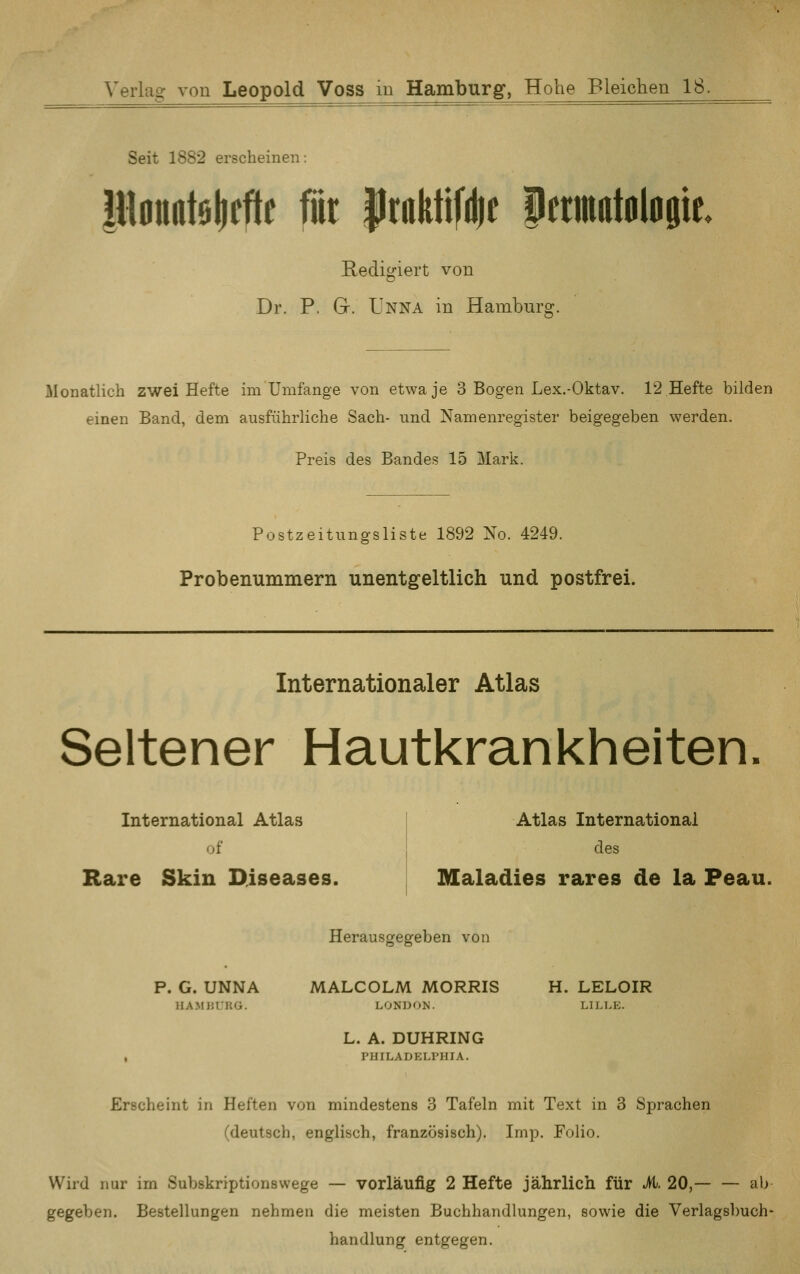 Verlag von Leopold Voss in Hamburg, Hohe Bleichen 18.
Seit 1882 erscheinen:
Monatshefte für Praktische Dermatologie.
Redigiert von
Dr. P. G. Unna in Hamburg.
Monatlich zwei Hefte im Umfange von etwa je 3 Bogen Lex.-Oktav. 12 Hefte bilden
einen Band, dem ausführliche Sach- und Namenregister beigegeben werden.
Preis des Bandes 15 Mark.
Postzeitungsliste 1892 No. 4249.
Probenummern unentgeltlich und postfrei.
Internationaler Atlas
Seltener Hautkrankheiten.
International Atlas
of
Rare Skin Diseases.
Atlas International
des
Maladies rares de la Peau.
Herausgegeben von
P. G. UNNA MALCOLM MORRIS H. LELOIR
HAMBURG. LONDON. LILLE.
L. A. DUHRING
PHILADELPHIA.
Erscheint in Heften von mindestens 3 Tafeln mit Text in 3 Sprachen
(deutsch, englisch, französisch). Imp. Folio.
Wird nur im Subskriptionswege — vorläufig 2 Hefte jährlich für M. 20,— — ab-
gegeben. Bestellungen nehmen die meisten Buchhandlungen, sowie die Verlagsbuch-
handlung entgegen.